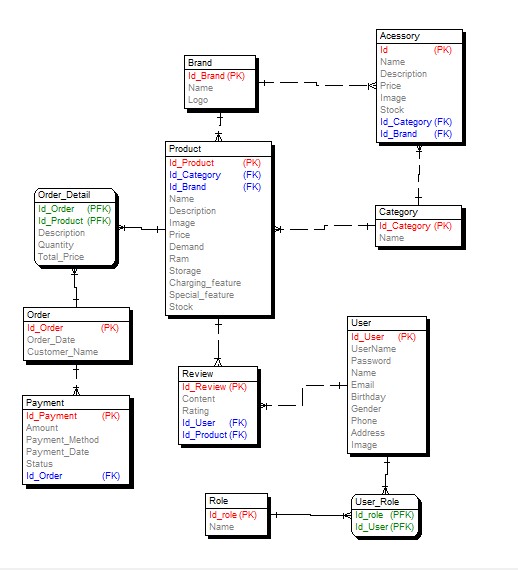 Brand
Id_Brand (PK)
Name
Logo
Acessory
Id (PK)
Name
Description
Price
Image
Stock
Id_Category (FK)
Id_Brand (FK)
Product
Id_Product (PK)
Id_Category (FK)
Id_Brand (FK)
Name
Description
Image
Price
Demand
Ram
Storage
Charging_feature
Special_feature
Stock
Order_Detail
Id_Order (PFK)
Id_Product (PFK)
Description
Quantity
Total_Price
Category
Id_Category (PK)
Name
Order
Id_Order (PK)
Order_Date
Customer_Name
User
Id_User (PK)
UserName
Password
Name
Email
Birthday
Gender
Phone
Address
Image
Review
Id_Review (PK)
Content
Rating
Id_User (FK)
Id_Product (FK)
Payment
Id_Payment (PK)
Amount
Payment_Method
Payment_Date
Status
Id_Order (FK)
Role
Id_role (PK)
Name
User_Role
Id_role (PFK)
Id_User (PFK)